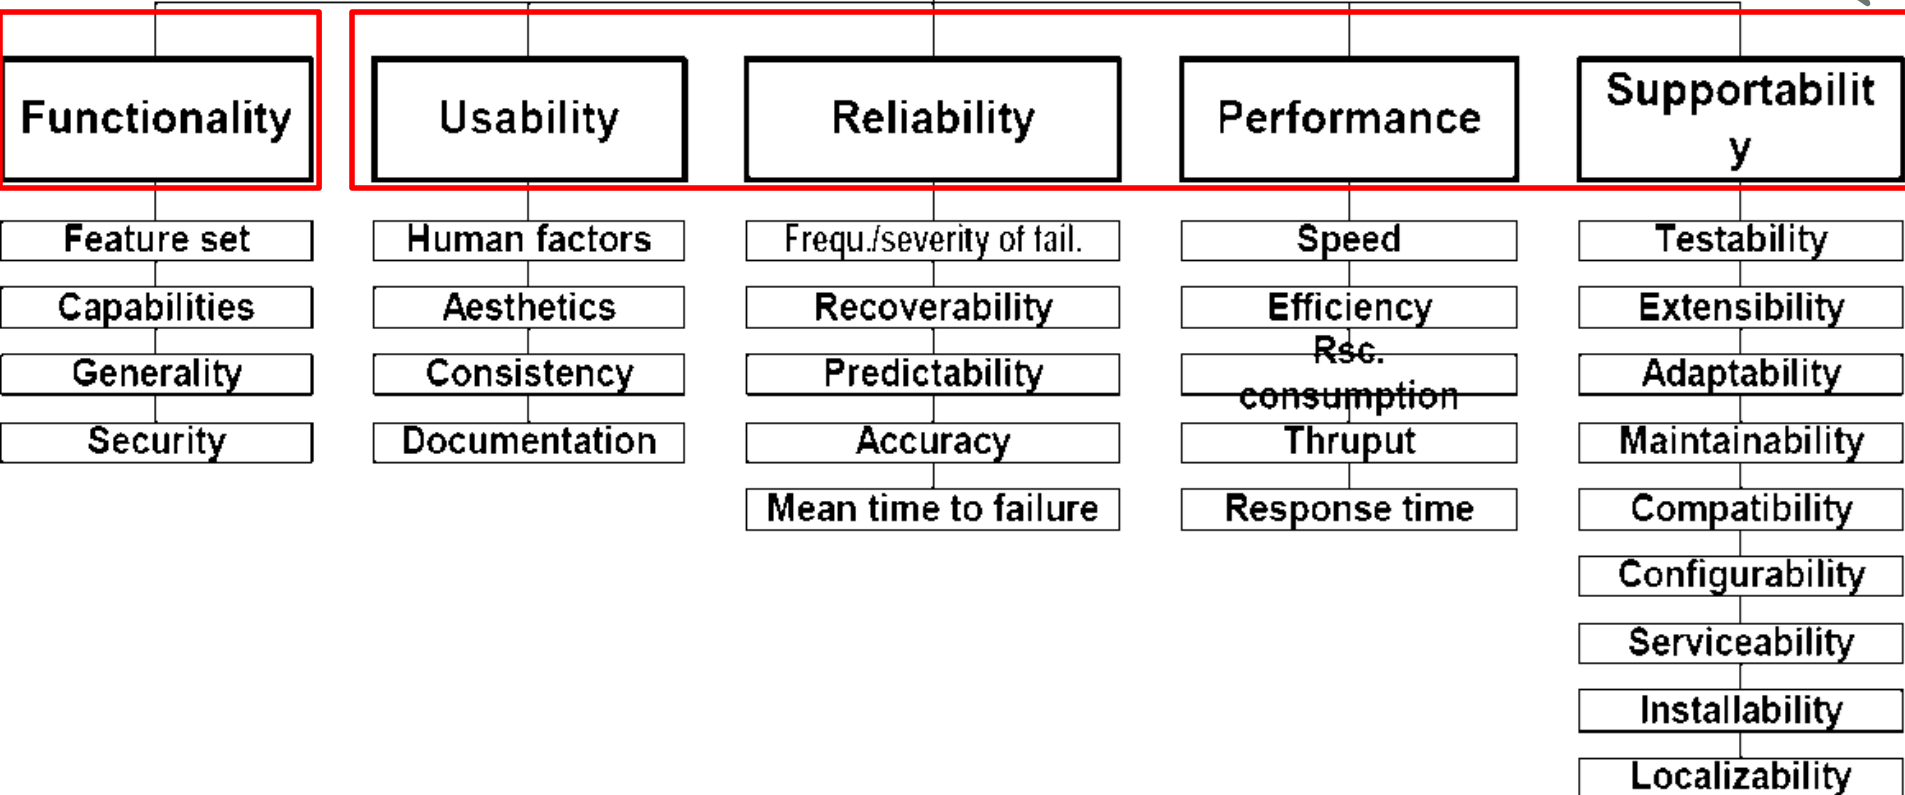 Functionality
Usability
Reliability
Performance
Supportabilit
y
Feature set
Capabilities
Generality
Security
Human factors
Aesthetics
Consistency
Documentation
Frequ./severity of fail.
Recoverability
Predictability
Accuracy
Mean time to failure
Speed
Efficiency
Rsc.
consumption
Thruput
Response time
Testability
Extensibility
Adaptability
Maintainability
Compatibility
Configurability
Serviceability
Installability
Localizability